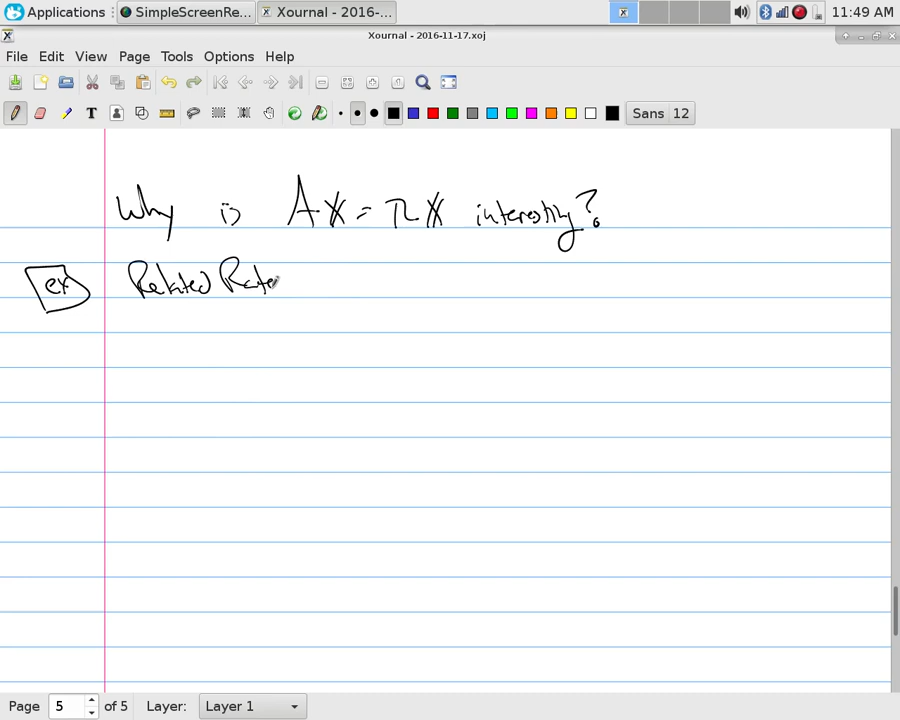 Applications SimpleScreenRe... Xournal - 2016-... 11:49 AM
Xournal - 2016-11-17.xoj
File Edit View Page Tools Options Help
T Sans 12
Why is Ax = λx interesting?
ex Related Rate
Page 5 of 5 Layer: Layer 1